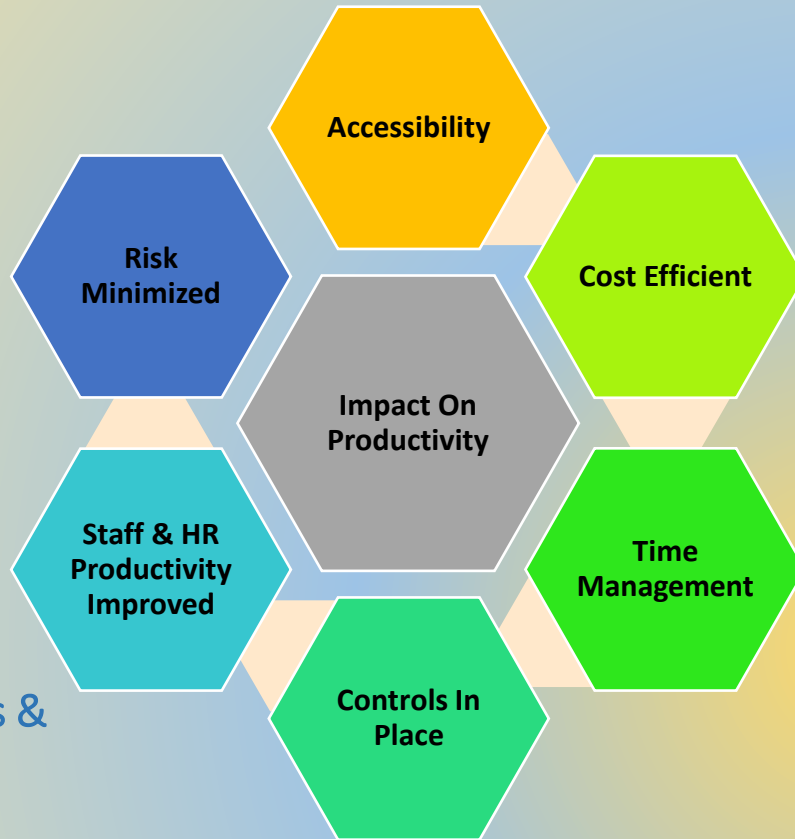 Accessibility
Risk
Minimized
Cost Efficient
Impact On
Productivity
Staff & HR
Productivity
Improved
Time
Management
Controls In
Place
s &